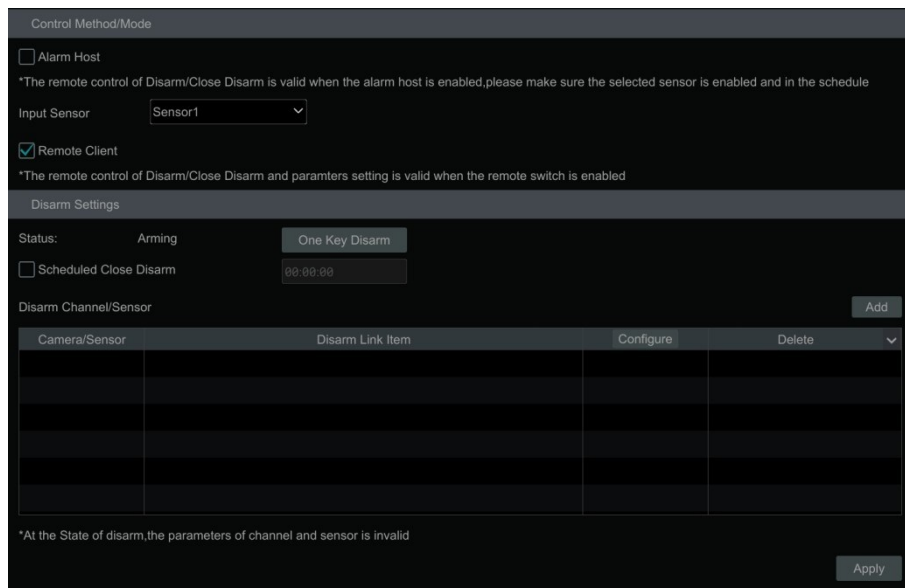 Control Method/Mode
Alarm Host
*The remote control of Disarm/Close Disarm is valid when the alarm host is enabled,please make sure the selected sensor is enabled and in the schedule
Input Sensor Sensor1
Remote Client
*The remote control of Disarm/Close Disarm and paramters setting is valid when the remote switch is enabled
Disarm Settings
Status: Arming One Key Disarm
Scheduled Close Disarm 00:00:00
Disarm Channel/Sensor Add
Camera/Sensor Disarm Link Item Configure Delete
*At the State of disarm,the parameters of channel and sensor is invalid
Apply